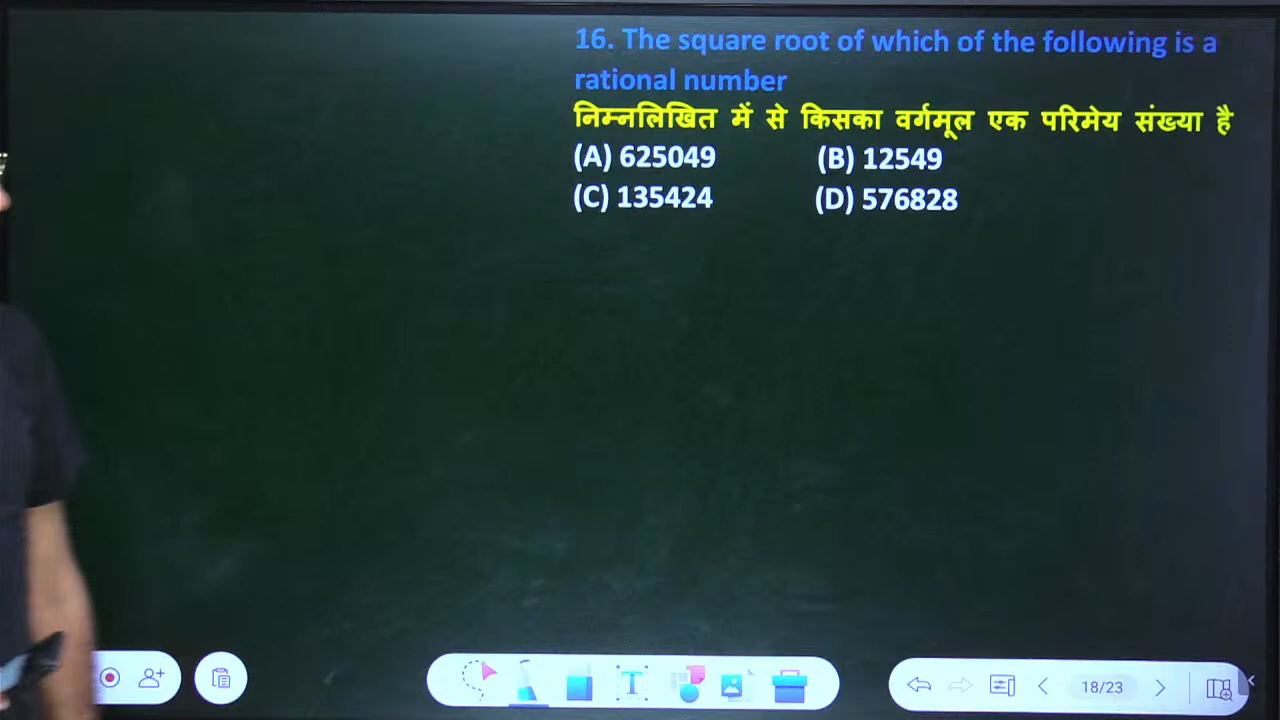 16. The square root of which of the following is a
rational number
निम्नलिखित में से किसका वर्गमूल एक परिमेय संख्या है
(A) 625049 (B) 12549
(C) 135424 (D) 576828
T
18/23